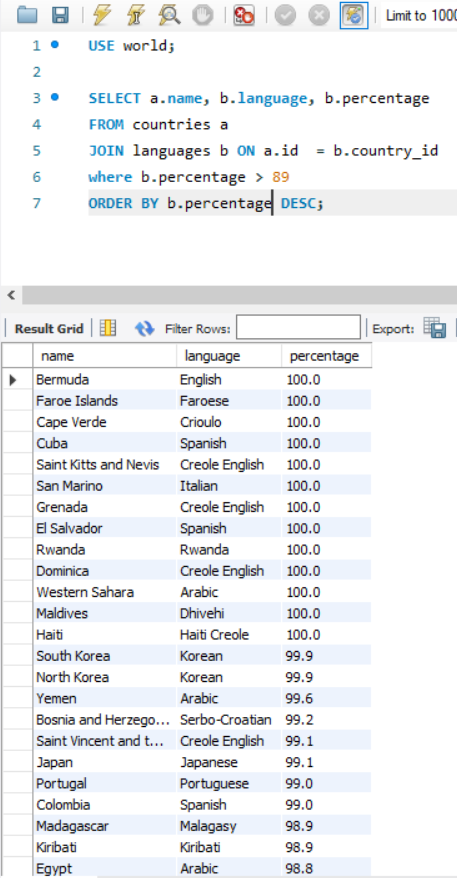 Limit to 1000
1 USE world;
2
3 SELECT a.name, b.language, b.percentage
4 FROM countries a
5 JOIN languages b ON a.id = b.country_id
6 where b.percentage > 89
7 ORDER BY b.percentage DESC;
Result Grid Filter Rows: Export:
name language percentage
Bermuda English 100.0
Faroe Islands Faroese 100.0
Cape Verde Crioulo 100.0
Cuba Spanish 100.0
Saint Kitts and Nevis Creole English 100.0
San Marino Italian 100.0
Grenada Creole English 100.0
El Salvador Spanish 100.0
Rwanda Rwanda 100.0
Dominica Creole English 100.0
Western Sahara Arabic 100.0
Maldives Dhivehi 100.0
Haiti Haiti Creole 100.0
South Korea Korean 99.9
North Korea Korean 99.9
Yemen Arabic 99.6
Bosnia and Herzego... Serbo-Croatian 99.2
Saint Vincent and t... Creole English 99.1
Japan Japanese 99.1
Portugal Portuguese 99.0
Colombia Spanish 99.0
Madagascar Malagasy 98.9
Kiribati Kiribati 98.9
Egypt Arabic 98.8